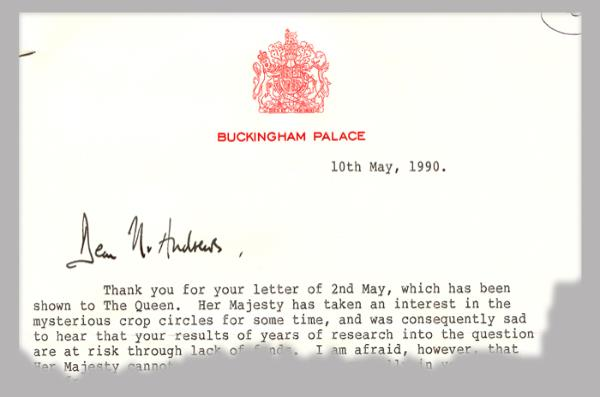 BUCKINGHAM PALACE
10th May, 1990.
Dear Mr Andrews,
Thank you for your letter of 2nd May, which has been
shown to The Queen. Her Majesty has taken an interest in the
mysterious crop circles for some time, and was consequently sad
to hear that your results of years of research into the question
are at risk through lack of funds. I am afraid, however, that
Her Majesty cannot